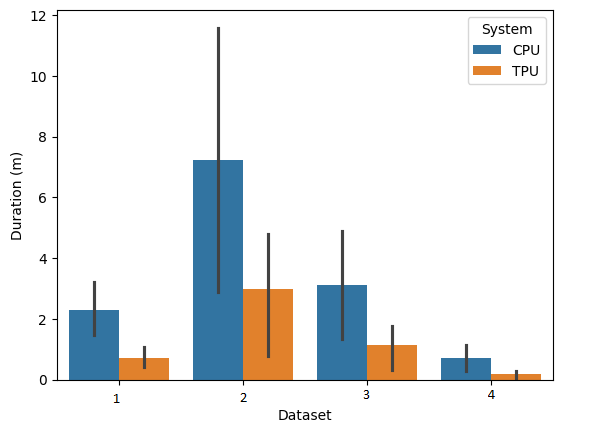 12
10
8
6
4
2
0
Duration (m)
System
CPU
TPU
1 2 3 4
Dataset